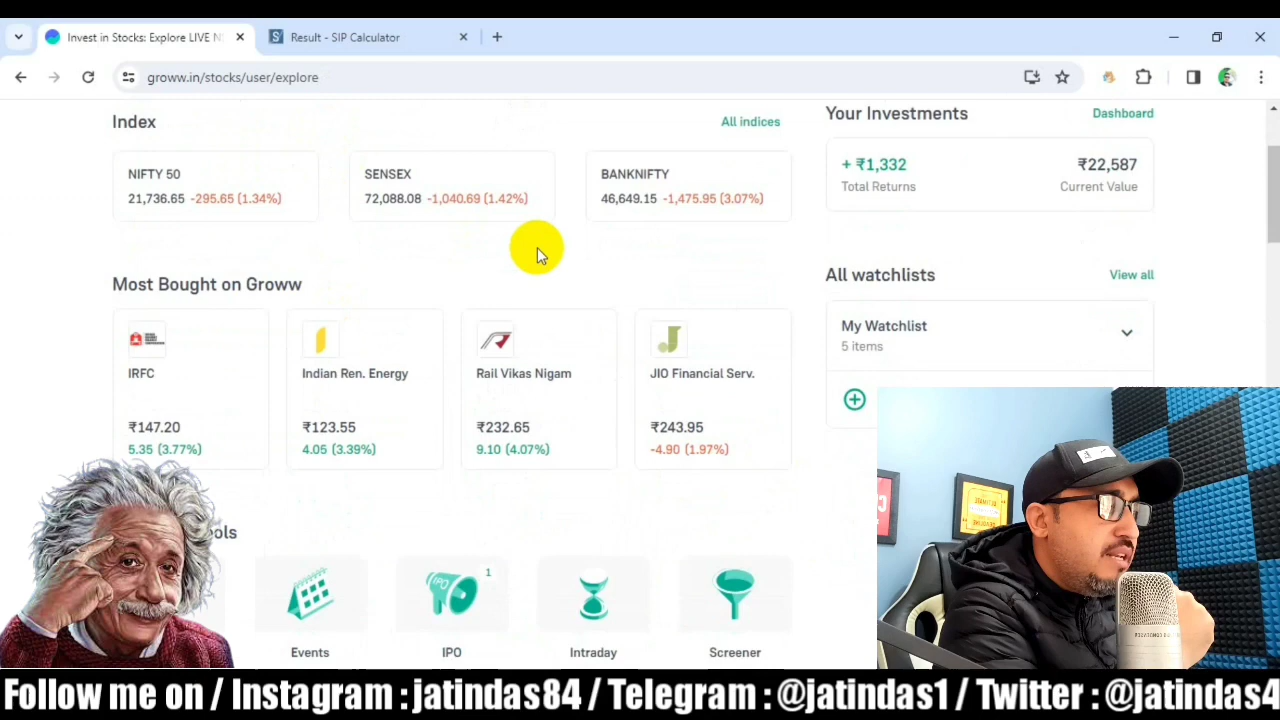 Invest in Stocks: Explore LIVE N
Result - SIP Calculator
groww.in/stocks/user/explore
Index
All indices
NIFTY 50
21,736.65 -295.65 (1.34%)
SENSEX
72,088.08 -1,040.69 (1.42%)
BANKNIFTY
46,649.15 -1,475.95 (3.07%)
Your Investments
Dashboard
+ ₹1,332
₹22,587
Total Returns
Current Value
Most Bought on Groww
All watchlists
View all
My Watchlist
5 items
IRFC
₹147.20
5.35 (3.77%)
Indian Ren. Energy
₹123.55
4.05 (3.39%)
Rail Vikas Nigam
₹232.65
9.10 (4.07%)
JIO Financial Serv.
₹243.95
-4.90 (1.97%)
ools
IPO
1
Events
IPO
Intraday
Screener
Follow me on / Instagram : jatindas84 / Telegram : @jatindas1 / Twitter : @jatindas4